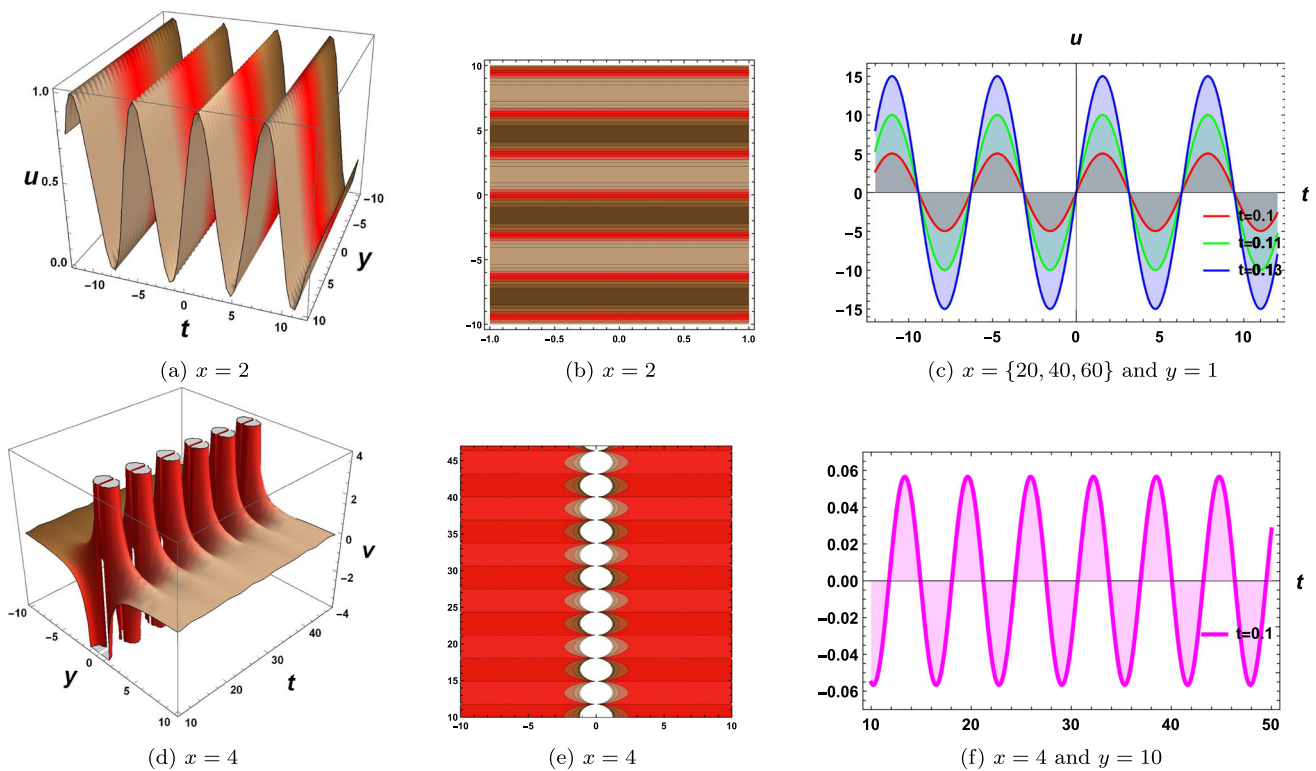 1.0
0.5
0.0
u
−10
−5
0
5
10
t
−10
−5
0
5
10
y
(a) x = 2
10
5
0
−5
−10
−1.0 −0.5 0.0 0.5 1.0
(b) x = 2
u
15
10
5
0
−5
−10
−15
−10 −5 0 5 10
t
t=0.1
t=0.11
t=0.13
(c) x = {20, 40, 60} and y = 1
4
2
0
−2
−4
v
−10
−5
0
5
10
y
10
20
30
40
t
(d) x = 4
45
40
35
30
25
20
15
10
−10 −5 0 5 10
(e) x = 4
0.06
0.04
0.02
0.00
−0.02
−0.04
−0.06
10 20 30 40 50
t
t=0.1
(f) x = 4 and y = 10